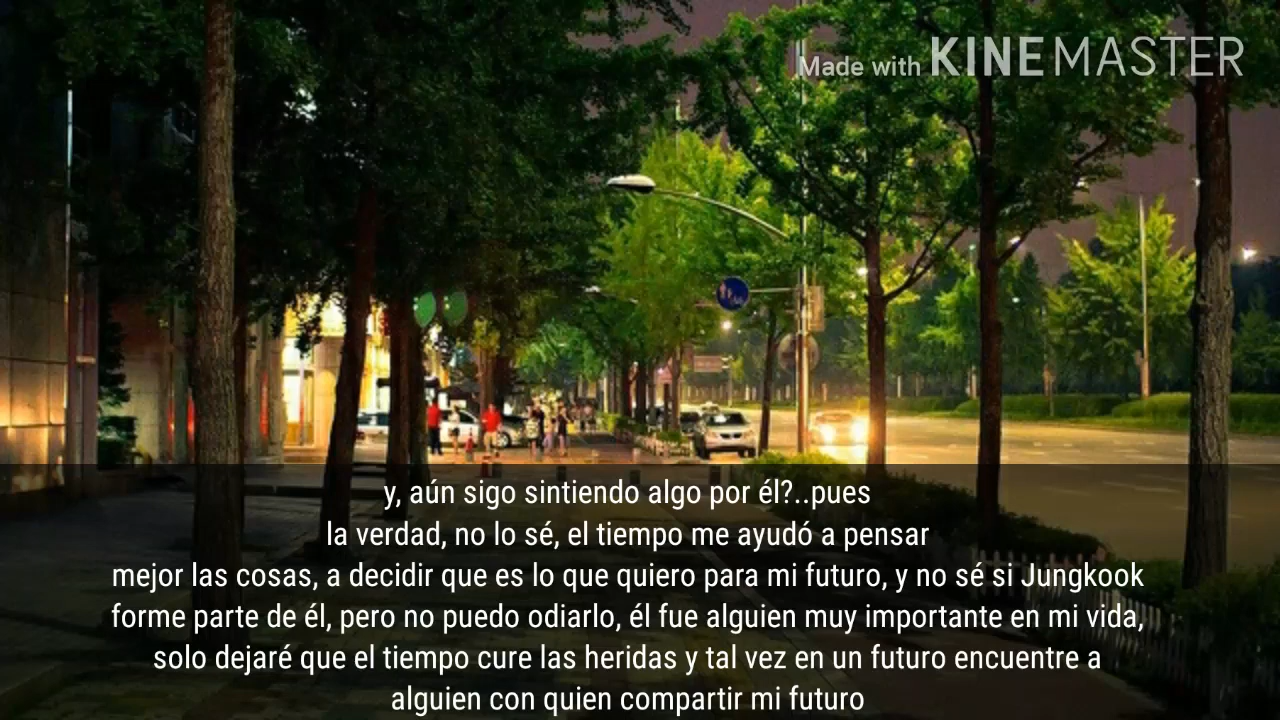 Made with KINEMASTER
y, aún sigo sintiendo algo por él?..pues
la verdad, no lo sé, el tiempo me ayudó a pensar
mejor las cosas, a decidir que es lo que quiero para mi futuro, y no sé si Jungkook
forme parte de él, pero no puedo odiarlo, él fue alguien muy importante en mi vida,
solo dejaré que el tiempo cure las heridas y tal vez en un futuro encuentre a
alguien con quien compartir mi futuro